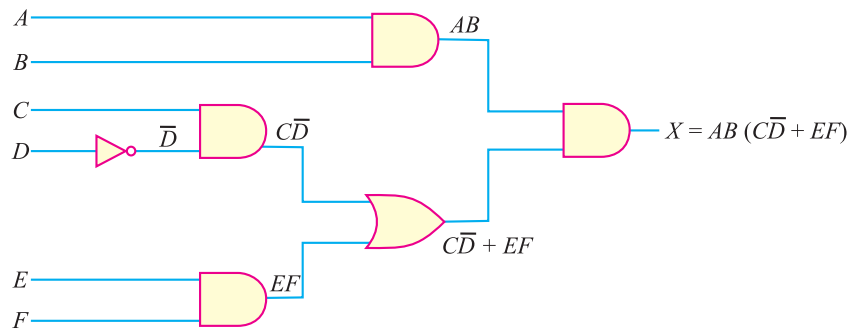 A
AB
B
C
D
D̅
CD̅
X = AB (CD̅ + EF)
CD̅ + EF
E
EF
F